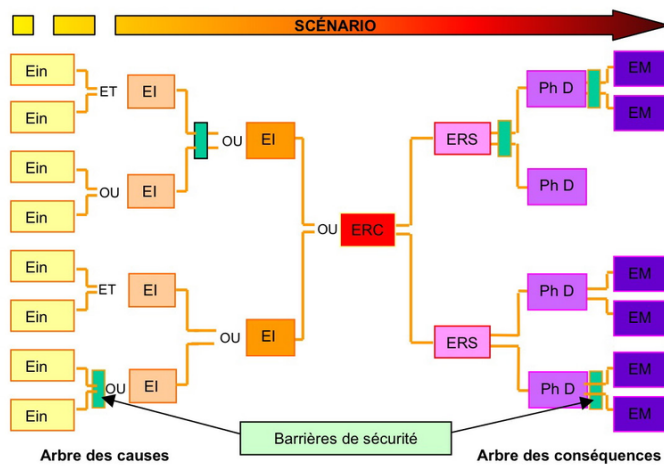 SCÉNARIO
Ein
Ein
ET
EI
Ein
Ein
OU
EI
OU
EI
Ein
Ein
ET
EI
Ein
Ein
OU
EI
OU
EI
OU
ERC
ERS
Ph D
EM
EM
Ph D
ERS
Ph D
EM
EM
Ph D
EM
EM
Barrières de sécurité
Arbre des causes
Arbre des conséquences